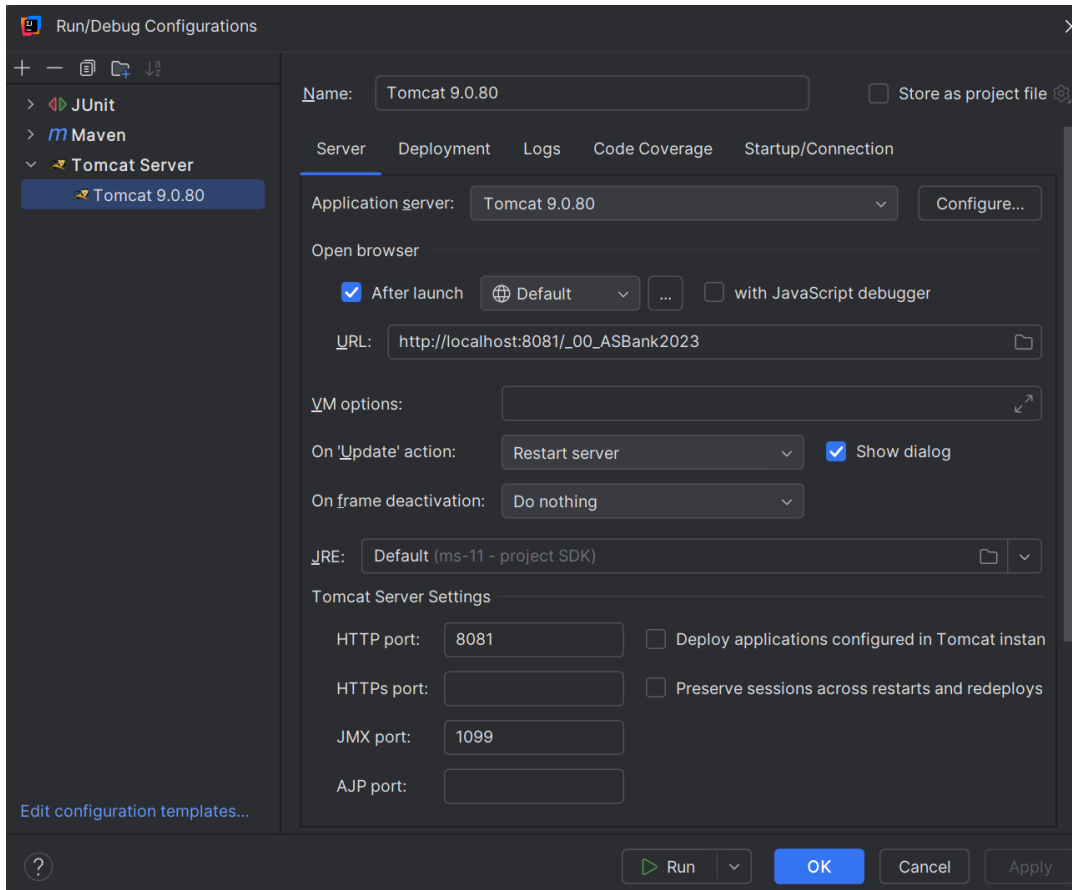 Run/Debug Configurations
JUnit
Maven
Tomcat Server
Tomcat 9.0.80
Edit configuration templates...
Name: Tomcat 9.0.80 Store as project file
Server Deployment Logs Code Coverage Startup/Connection
Application server: Tomcat 9.0.80 Configure...
Open browser
After launch Default ... with JavaScript debugger
URL: http://localhost:8081/_00_ASBank2023
VM options:
On 'Update' action: Restart server Show dialog
On frame deactivation: Do nothing
JRE: Default (ms-11 - project SDK)
Tomcat Server Settings
HTTP port: 8081 Deploy applications configured in Tomcat instan
HTTPs port: Preserve sessions across restarts and redeploys
JMX port: 1099
AJP port:
? Run OK Cancel Apply